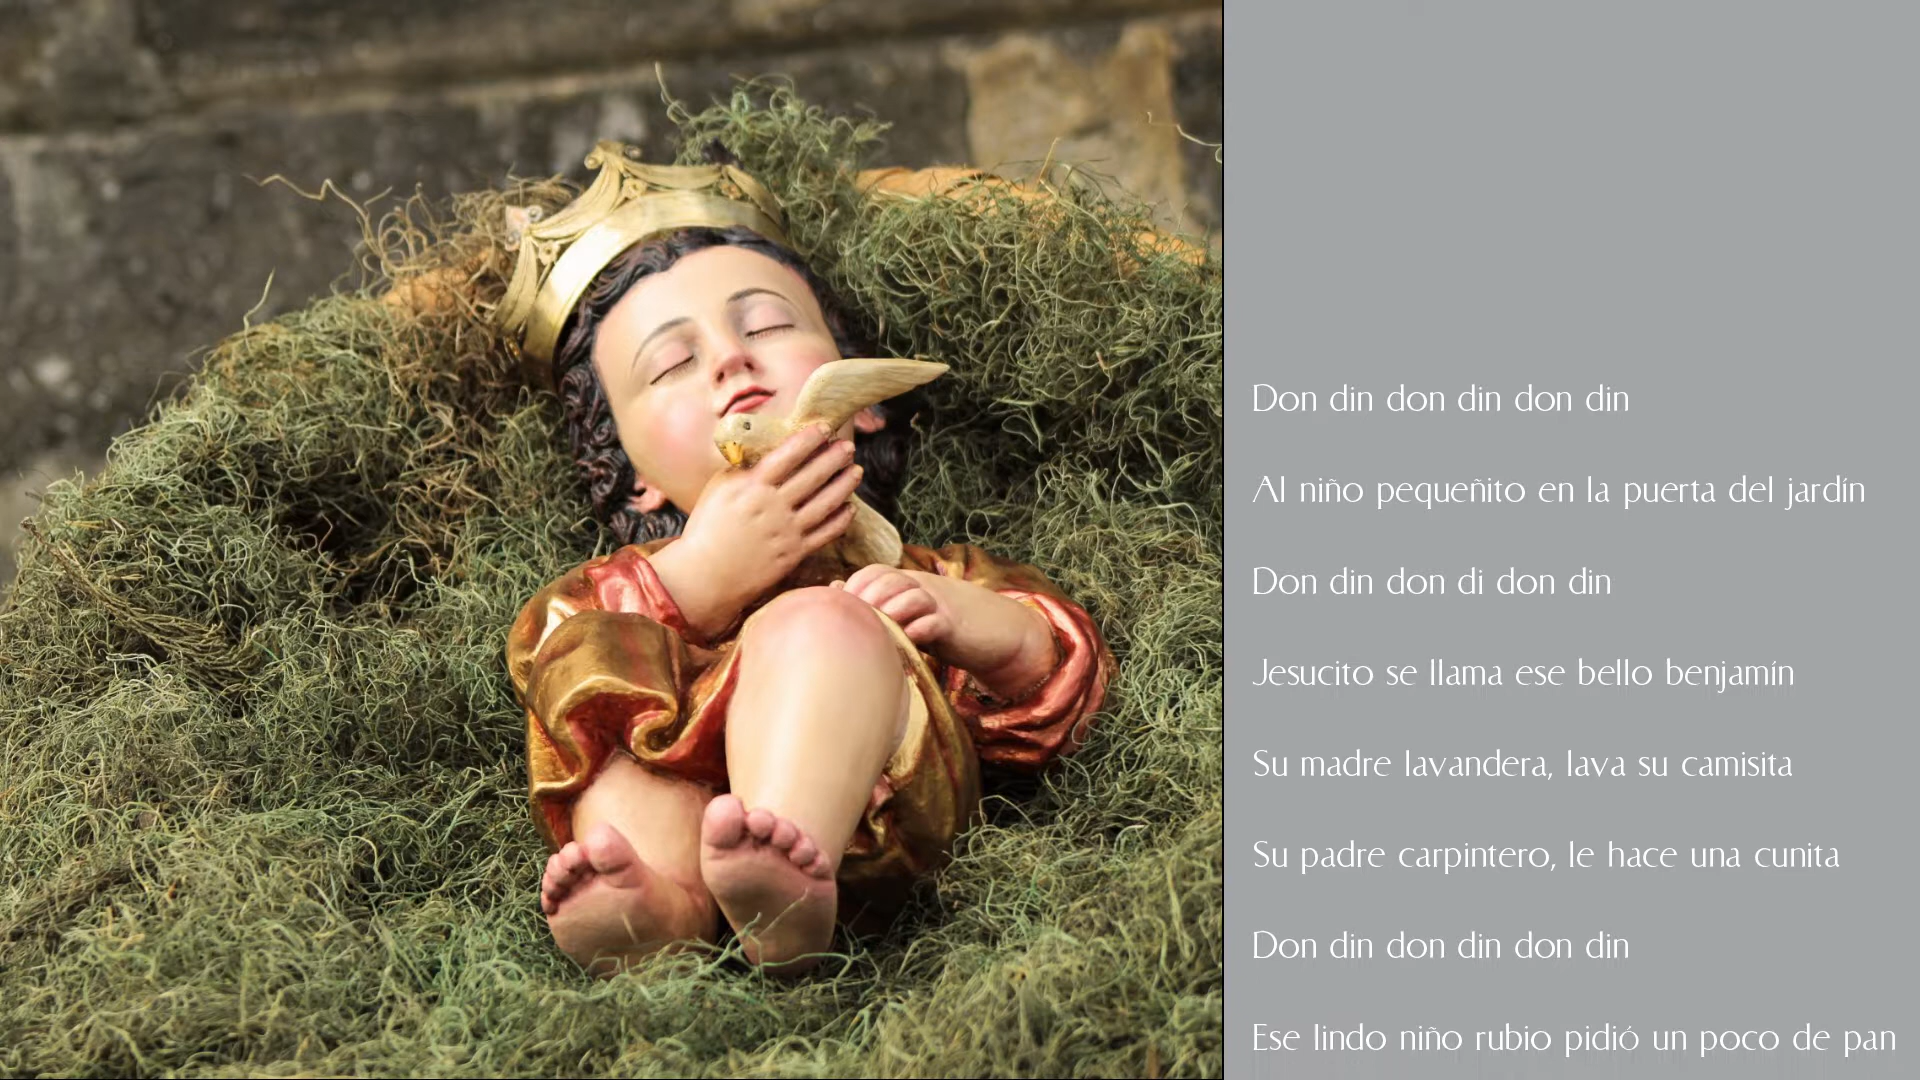 Don din don din don din
Al niño pequeñito en la puerta del jardín
Don din don di don din
Jesucito se llama ese bello benjamín
Su madre lavandera, lava su camisita
Su padre carpintero, le hace una cunita
Don din don din don din
Ese lindo niño rubio pidió un poco de pan